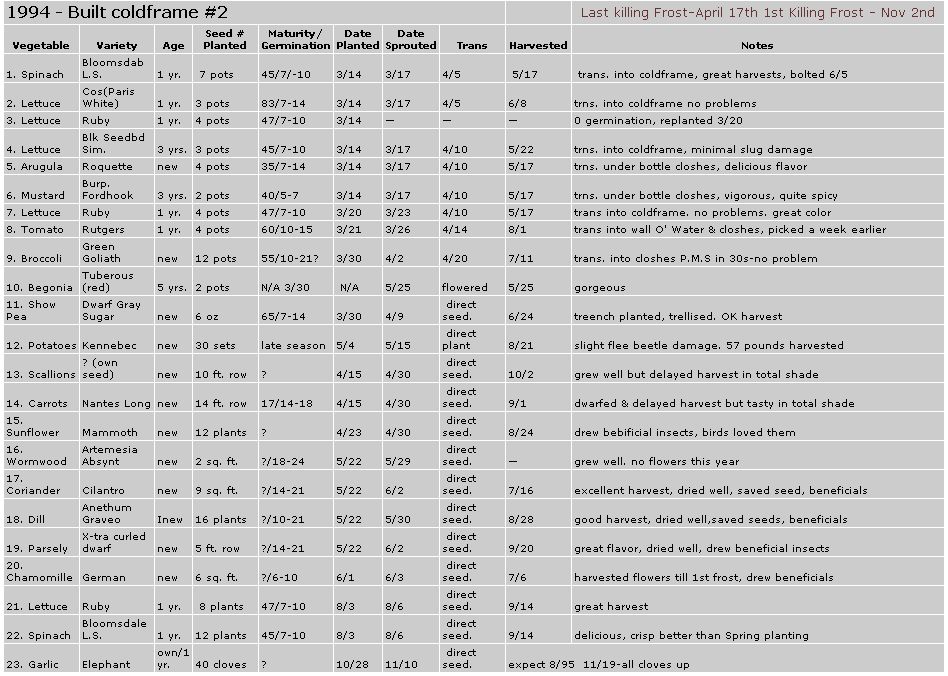 1994 - Built coldframe #2 Last killing Frost-April 17th 1st Killing Frost - Nov 2nd
Vegetable Variety Age Seed # Planted Maturity/ Germination Date Planted Date Sprouted Trans Harvested Notes
1. Spinach Bloomsdab L.S. 1 yr. 7 pots 45/7/-10 3/14 3/17 4/5 5/17 trans. into coldframe, great harvests, bolted 6/5
2. Lettuce Cos(Paris White) 1 yr. 3 pots 83/7-14 3/14 3/17 4/5 6/8 trns. into coldframe no problems
3. Lettuce Ruby 1 yr. 4 pots 47/7-10 3/14 — — — 0 germination, replanted 3/20
4. Lettuce Blk Seedbd Sim. 3 yrs. 3 pots 45/7-10 3/14 3/17 4/10 5/22 trns. into coldframe, minimal slug damage
5. Arugula Roquette new 4 pots 35/7-14 3/14 3/17 4/10 5/17 trns. under bottle closhes, delicious flavor
6. Mustard Burp. Fordhook 3 yrs. 2 pots 40/5-7 3/14 3/17 4/10 5/17 trns. under bottle closhes, vigorous, quite spicy
7. Lettuce Ruby 1 yr. 4 pots 47/7-10 3/20 3/23 4/10 5/17 trans into coldframe. no problems. great color
8. Tomato Rutgers 1 yr. 4 pots 60/10-15 3/21 3/26 4/14 8/1 trans into wall O' Water & closhes, picked a week earlier
9. Broccoli Green Goliath new 12 pots 55/10-21? 3/30 4/2 4/20 7/11 trans. into closhes P.M.S in 30s-no problem
10. Begonia Tuberous (red) 5 yrs. 2 pots N/A 3/30 N/A 5/25 flowered 5/25 gorgeous
11. Show Pea Dwarf Gray Sugar new 6 oz 65/7-14 3/30 4/9 direct seed. 6/24 treench planted, trellised. OK harvest
12. Potatoes Kennebec new 30 sets late season 5/4 5/15 direct plant 8/21 slight flee beetle damage. 57 pounds harvested
13. Scallions ? (own seed) new 10 ft. row ? 4/15 4/30 direct seed. 10/2 grew well but delayed harvest in total shade
14. Carrots Nantes Long new 14 ft. row 17/14-18 4/15 4/30 direct seed. 9/1 dwarfed & delayed harvest but tasty in total shade
15. Sunflower Mammoth new 12 plants ? 4/23 4/30 direct seed. 8/24 drew bebificial insects, birds loved them
16. Wormwood Artemesia Absynt new 2 sq. ft. ?/18-24 5/22 5/29 direct seed. — grew well. no flowers this year
17. Coriander Cilantro new 9 sq. ft. ?/14-21 5/22 6/2 direct seed. 7/16 excellent harvest, dried well, saved seed, beneficials
18. Dill Anethum Graveo Inew 16 plants ?/10-21 5/22 5/30 direct seed. 8/28 good harvest, dried well,saved seeds, beneficials
19. Parsely X-tra curled dwarf new 5 ft. row ?/14-21 5/22 6/2 direct seed. 9/20 great flavor, dried well, drew beneficial insects
20. Chamomille German new 6 sq. ft. ?/6-10 6/1 6/3 direct seed. 7/6 harvested flowers till 1st frost, drew beneficials
21. Lettuce Ruby 1 yr. 8 plants 47/7-10 8/3 8/6 direct seed. 9/14 great harvest
22. Spinach Bloomsdale L.S. 1 yr. 12 plants 45/7-10 8/3 8/6 direct seed. 9/14 delicious, crisp better than Spring planting
23. Garlic Elephant own/1 yr. 40 cloves ? 10/28 11/10 direct seed. expect 8/95 11/19-all cloves up